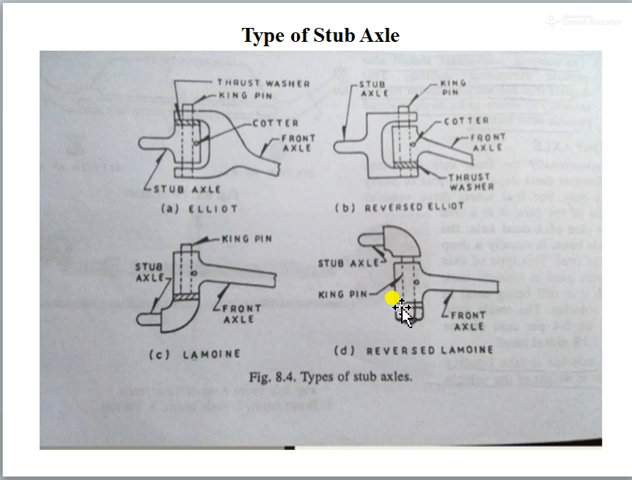 Type of Stub Axle
THRUST WASHER
KING PIN
COTTER
FRONT
AXLE
STUB AXLE
(a) ELLIOT
STUB
AXLE
KING
PIN
COTTER
FRONT
AXLE
THRUST
WASHER
(b) REVERSED ELLIOT
KING PIN
STUB
AXLE
FRONT
AXLE
(c) LAMOINE
STUB AXLE
KING PIN
FRONT
AXLE
(d) REVERSED LAMOINE
Fig. 8.4. Types of stub axles.